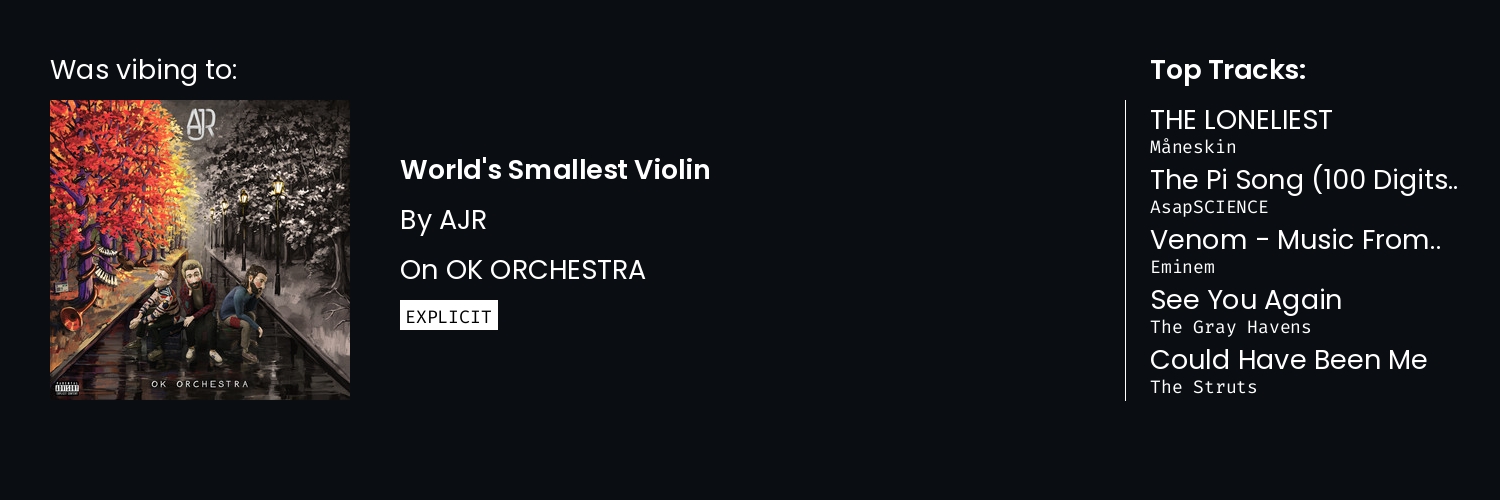 Was vibing to:
AJR
OK ORCHESTRA
World's Smallest Violin
By AJR
On OK ORCHESTRA
EXPLICIT
Top Tracks:
THE LONELIEST
Måneskin
The Pi Song (100 Digits..
AsapSCIENCE
Venom - Music From..
Eminem
See You Again
The Gray Havens
Could Have Been Me
The Struts